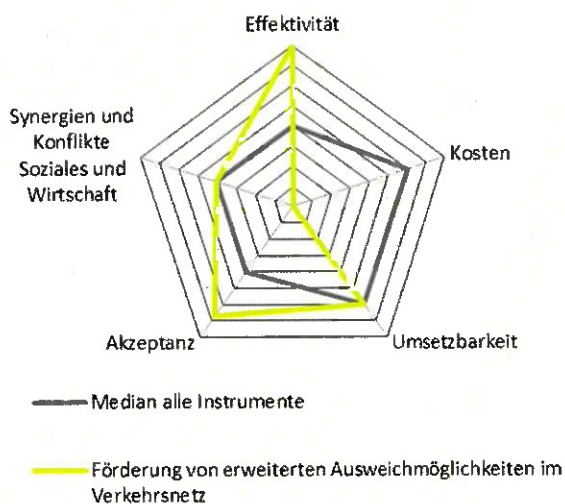 Effektivität
Synergien und
Konflikte
Soziales und
Wirtschaft
Kosten
Akzeptanz
Umsetzbarkeit
Median alle Instrumente
Förderung von erweiterten Ausweichmöglichkeiten im
Verkehrsnetz